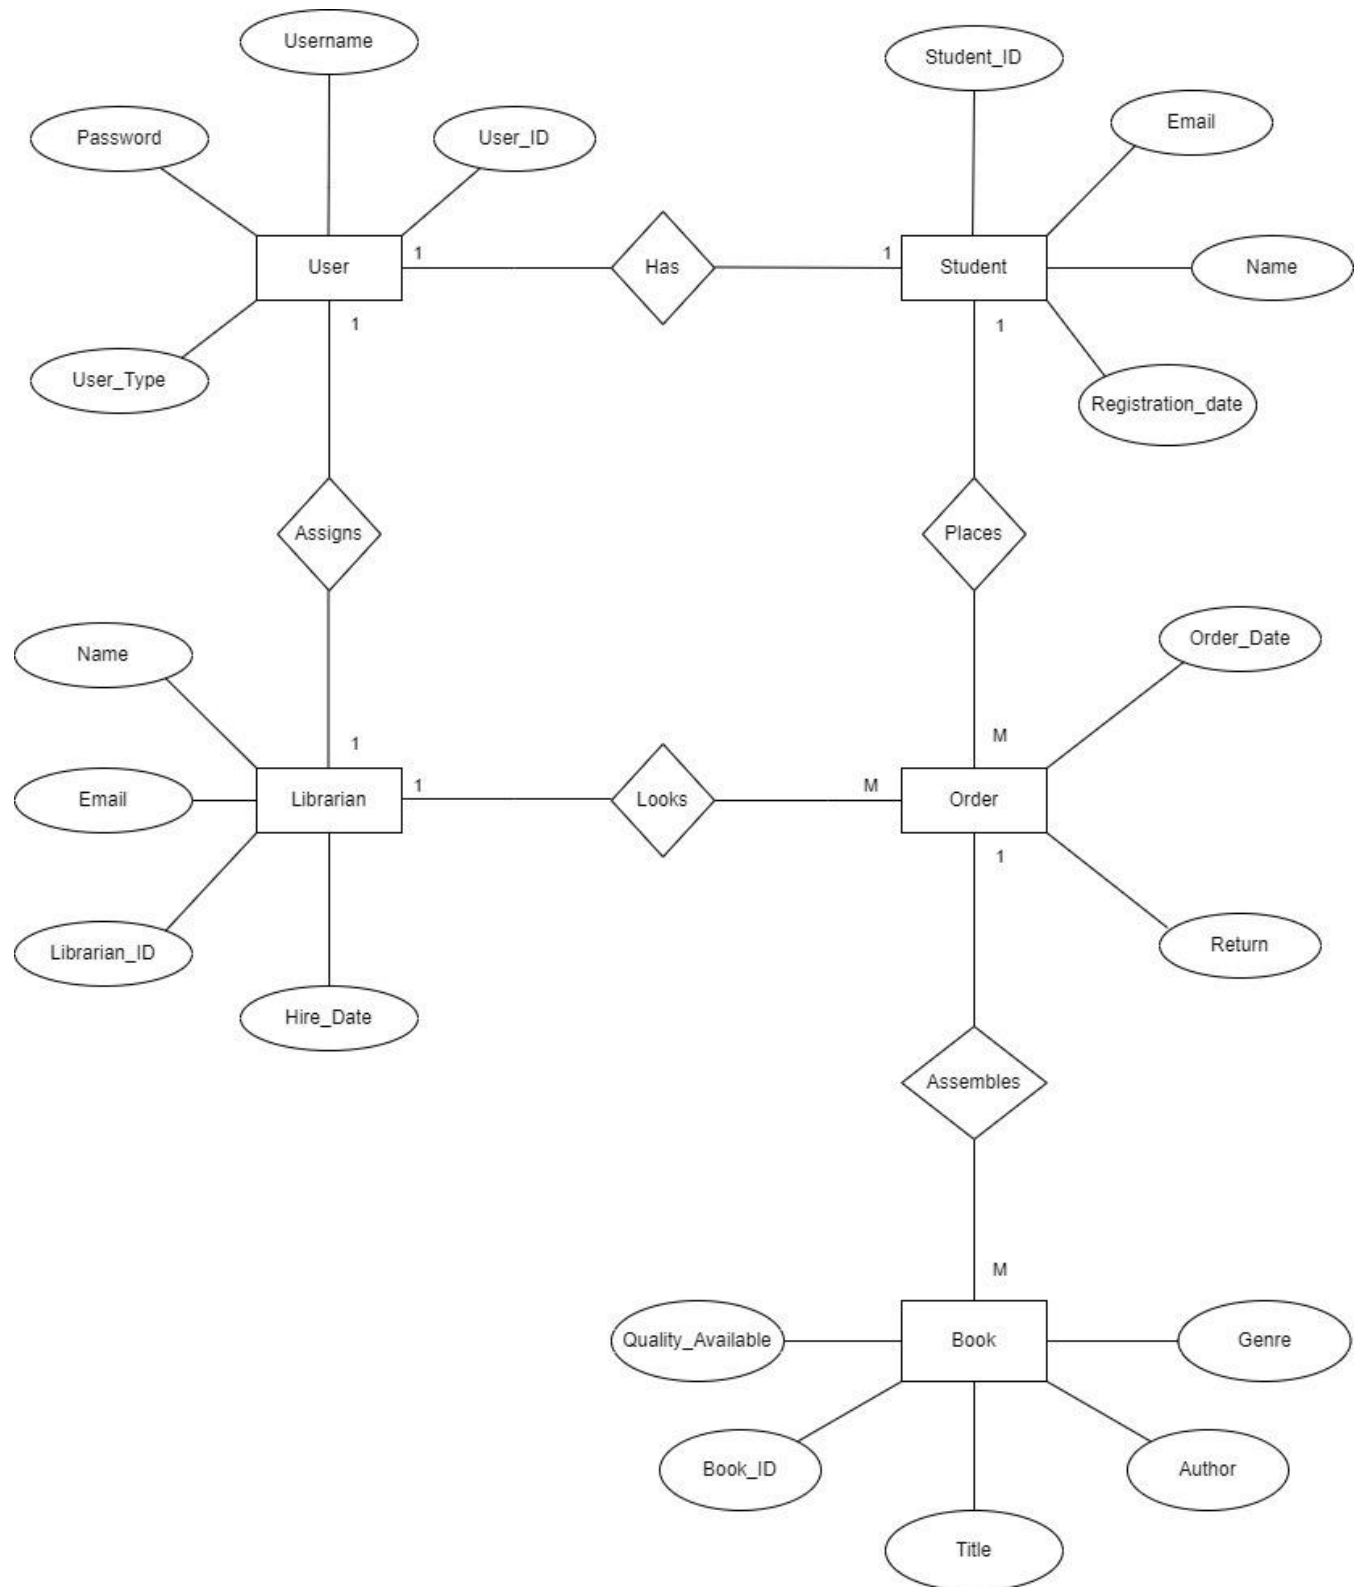 Username
Student_ID
Email
Password
User_ID
1
1
User
Has
Student
Name
1
1
User_Type
Registration_date
Assigns
Places
Order_Date
Name
M
1
1
M
Email
Librarian
Looks
Order
1
Librarian_ID
Return
Hire_Date
Assembles
M
Quality_Available
Book
Genre
Book_ID
Author
Title